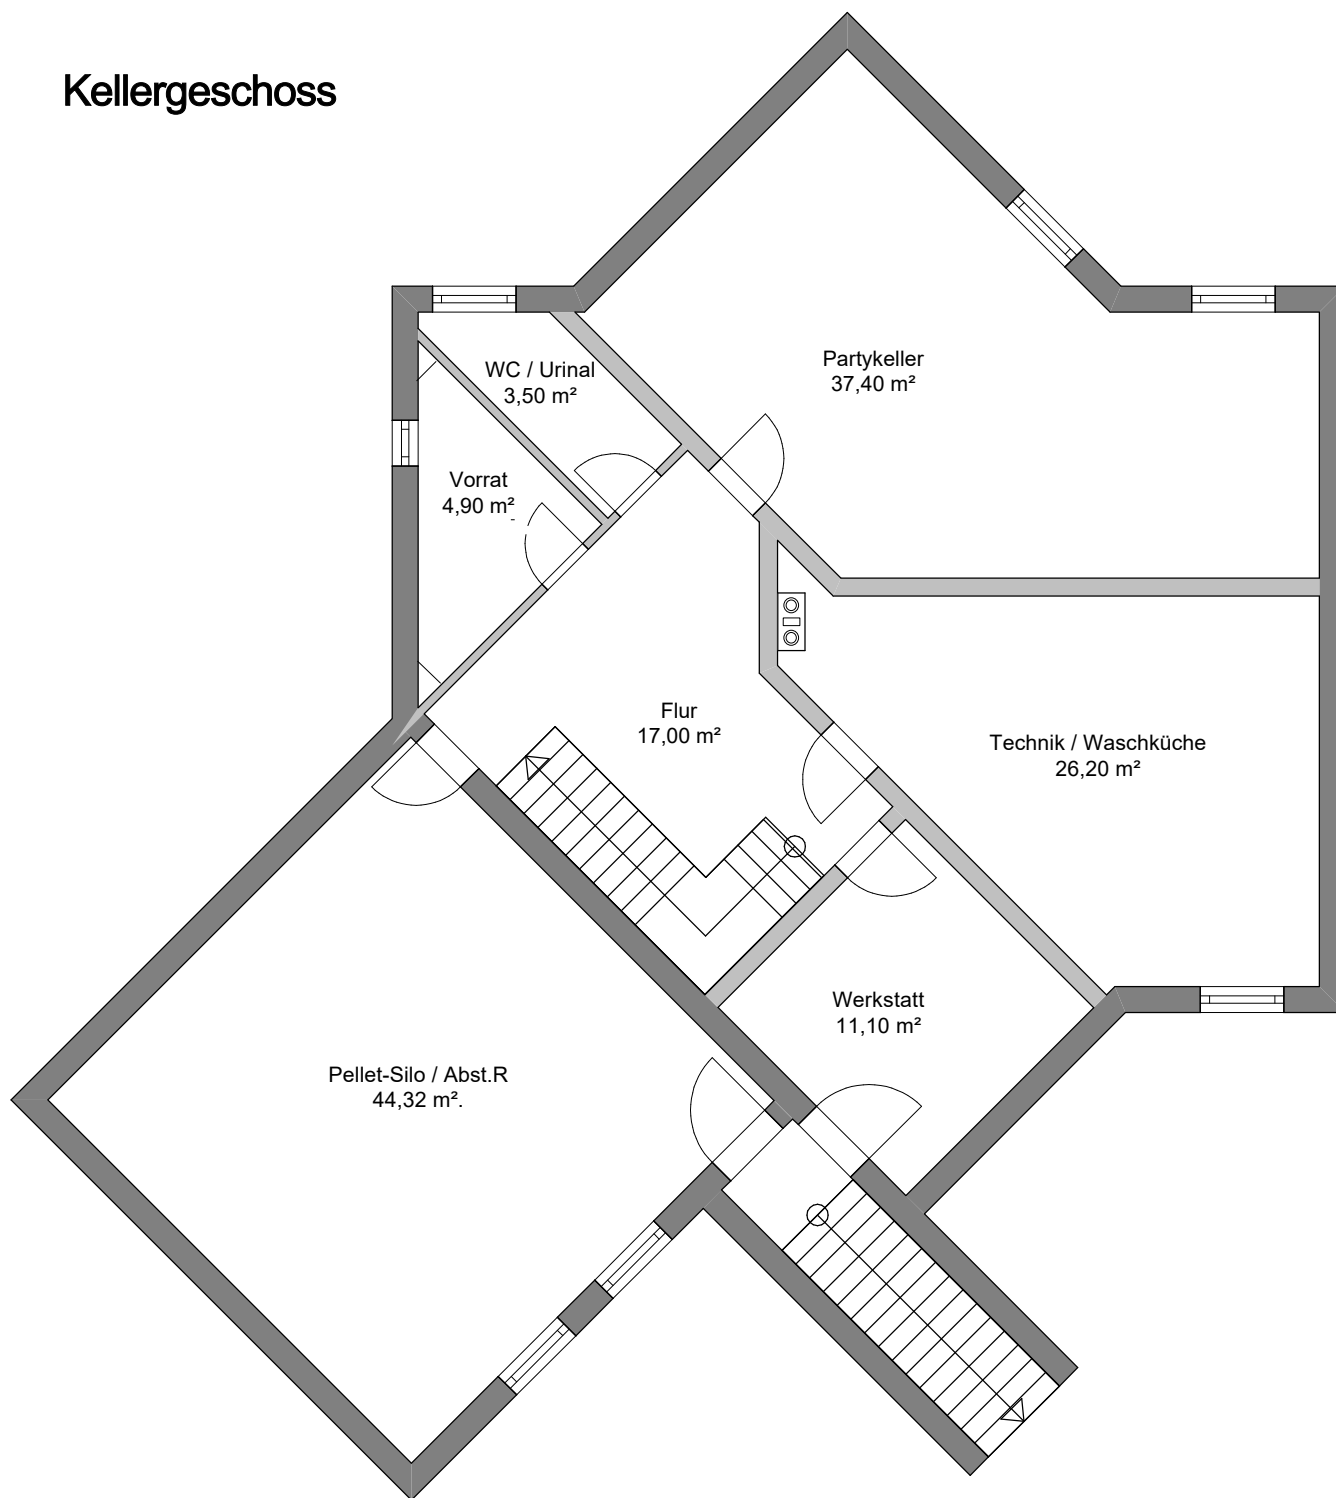 Kellergeschoss
Partykeller
37,40 m²
WC / Urinal
3,50 m²
Vorrat
4,90 m²
Flur
17,00 m²
Technik / Waschküche
26,20 m²
Werkstatt
11,10 m²
Pellet-Silo / Abst.R
44,32 m².